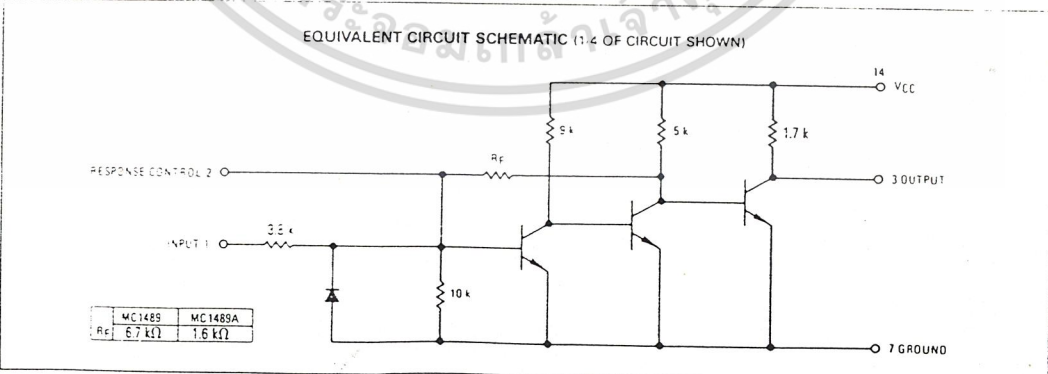 EQUIVALENT CIRCUIT SCHEMATIC (1/4 OF CIRCUIT SHOWN)
14
VCC
9 k
5 k
1.7 k
RF
RESPONSE CONTROL 2
3 OUTPUT
3.8 k
INPUT 1
10 k
MC1489 MC1489A
RF 6.7 kΩ 1.6 kΩ
7 GROUND